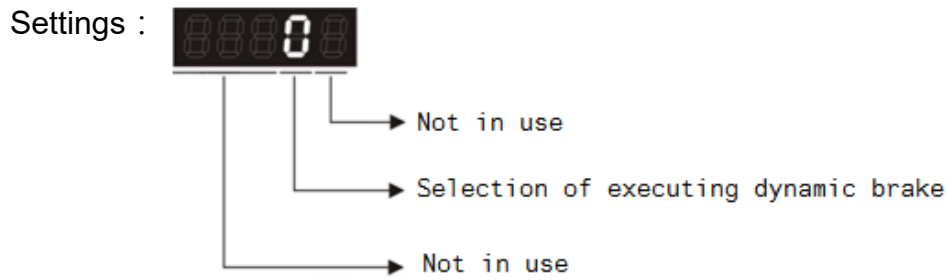 Settings：
0
Not in use
Selection of executing dynamic brake
Not in use